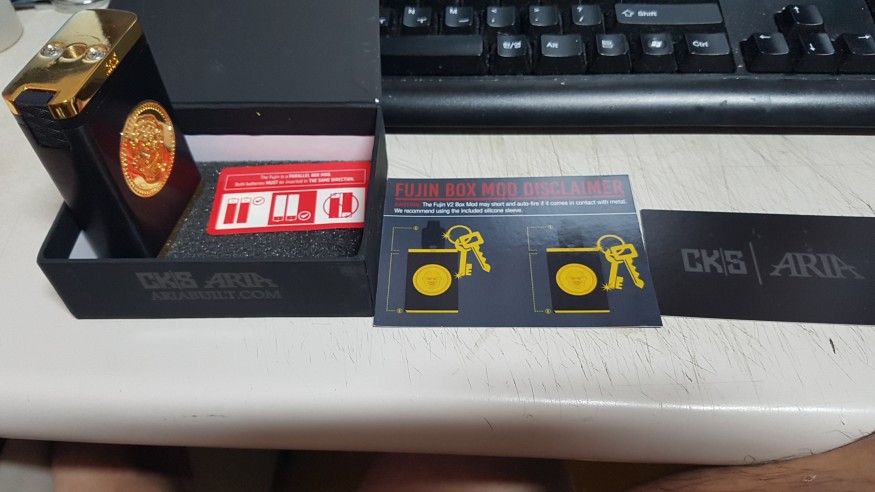 The Fujin is a PARALLEL BOX MOD.
Both batteries MUST be inserted in THE SAME DIRECTION.
CKS ARIA
ARIABUILT.COM
FUJIN BOX MOD DISCLAIMER
The Fujin V2 Box Mod may short and auto-fire if it comes in contact with metal.
We recommend using the included silicone sleeve.
CK|S | ARIA
N
M
<
>
?
Shift
Alt
Ctrl